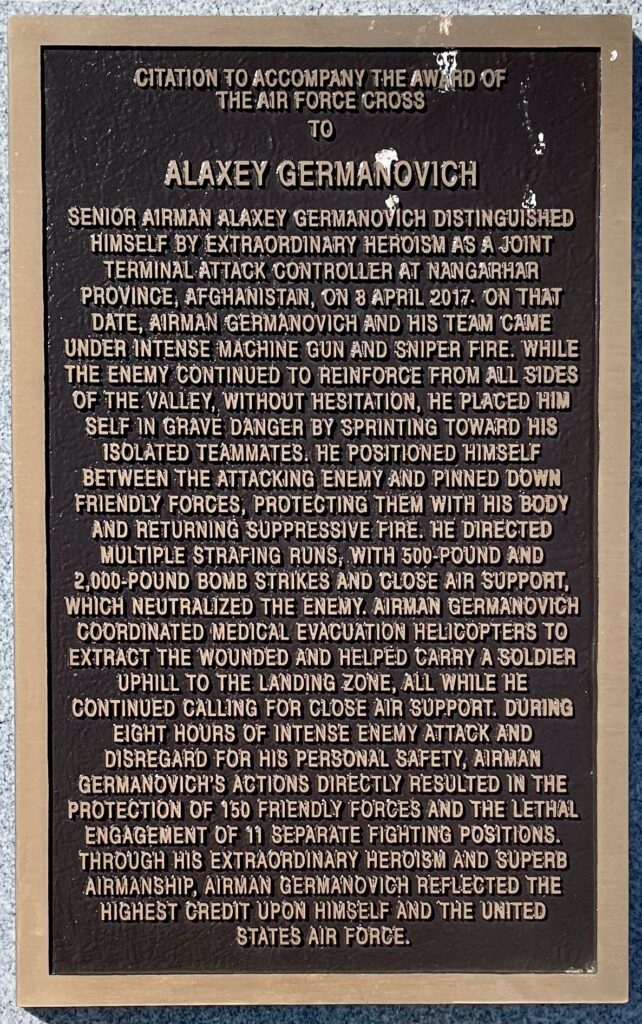 CITATION TO ACCOMPANY THE AWARD OF
THE AIR FORCE CROSS
TO
ALAXEY GERMANOVICH
SENIOR AIRMAN ALAXEY GERMANOVICH DISTINGUISHED
HIMSELF BY EXTRAORDINARY HEROISM AS A JOINT
TERMINAL ATTACK CONTROLLER AT NANGARHAR
PROVINCE, AFGHANISTAN, ON 8 APRIL 2017. ON THAT
DATE, AIRMAN GERMANOVICH AND HIS TEAM CAME
UNDER INTENSE MACHINE GUN AND SNIPER FIRE. WHILE
THE ENEMY CONTINUED TO REINFORCE FROM ALL SIDES
OF THE VALLEY, WITHOUT HESITATION, HE PLACED HIM
SELF IN GRAVE DANGER BY SPRINTING TOWARD HIS
ISOLATED TEAMMATES. HE POSITIONED HIMSELF
BETWEEN THE ATTACKING ENEMY AND PINNED DOWN
FRIENDLY FORCES, PROTECTING THEM WITH HIS BODY
AND RETURNING SUPPRESSIVE FIRE. HE DIRECTED
MULTIPLE STRAFING RUNS, WITH 500-POUND AND
2,000-POUND BOMB STRIKES AND CLOSE AIR SUPPORT,
WHICH NEUTRALIZED THE ENEMY. AIRMAN GERMANOVICH
COORDINATED MEDICAL EVACUATION HELICOPTERS TO
EXTRACT THE WOUNDED AND HELPED CARRY A SOLDIER
UPHILL TO THE LANDING ZONE, ALL WHILE HE
CONTINUED CALLING FOR CLOSE AIR SUPPORT. DURING
EIGHT HOURS OF INTENSE ENEMY ATTACK AND
DISREGARD FOR HIS PERSONAL SAFETY, AIRMAN
GERMANOVICH'S ACTIONS DIRECTLY RESULTED IN THE
PROTECTION OF 150 FRIENDLY FORCES AND THE LETHAL
ENGAGEMENT OF 11 SEPARATE FIGHTING POSITIONS.
THROUGH HIS EXTRAORDINARY HEROISM AND SUPERB
AIRMANSHIP, AIRMAN GERMANOVICH REFLECTED THE
HIGHEST CREDIT UPON HIMSELF AND THE UNITED
STATES AIR FORCE.